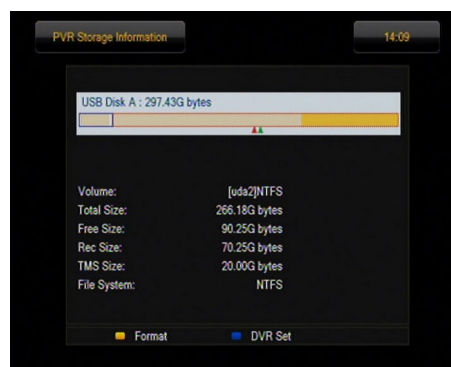 PVR Storage Information
14:09
USB Disk A : 297.43G bytes
Volume: [uda2]NTFS
Total Size: 266.18G bytes
Free Size: 90.25G bytes
Rec Size: 70.25G bytes
TMS Size: 20.00G bytes
File System: NTFS
Format DVR Set